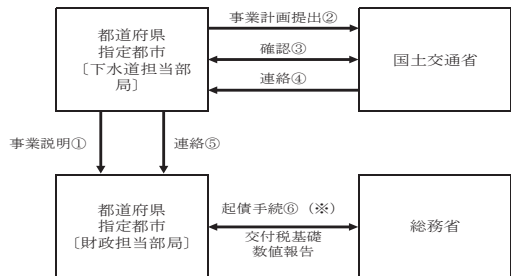 事業計画提出②
都道府県
指定都市
〔下水道担当部
局〕
確認③
国土交通省
連絡④
事業説明①
連絡⑤
都道府県
指定都市
〔財政担当部局〕
起債手続⑥（※）
交付税基礎
数値報告
総務省